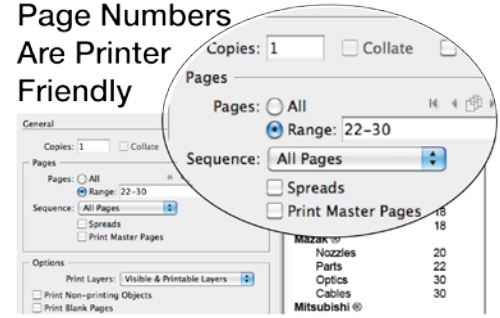 Page Numbers
Are Printer
Friendly
Copies: 1 Collate
Pages
Pages: All
Range: 22-30
Sequence: All Pages
Spreads
Print Master Pages
General
Copies: 1 Collate
Pages
Pages: All
Range: 22-30
Sequence: All Pages
Spreads
Print Master Pages
Options
Print Layers: Visible & Printable Layers
Print Non-printing Objects
Print Blank Pages
18
18
Mazak ®
Nozzles 20
Parts 22
Optics 30
Cables 30
Mitsubishi ®